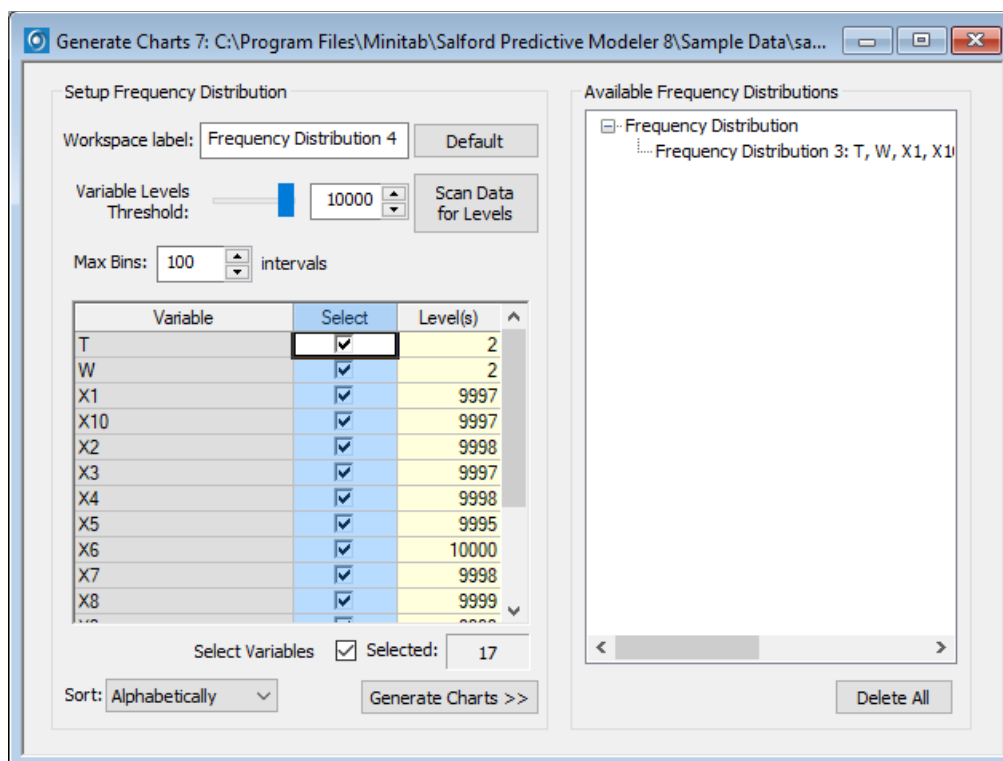 Generate Charts 7: C:\Program Files\Minitab\Salford Predictive Modeler 8\Sample Data\sa...
Setup Frequency Distribution
Workspace label: Frequency Distribution 4 Default
Variable Levels Threshold: 10000 Scan Data for Levels
Max Bins: 100 intervals
Variable Select Level(s)
T 2
W 2
X1 9997
X10 9997
X2 9998
X3 9997
X4 9998
X5 9995
X6 10000
X7 9998
X8 9999
Select Variables Selected: 17
Sort: Alphabetically Generate Charts >>
Available Frequency Distributions
Frequency Distribution
Frequency Distribution 3: T, W, X1, X1
Delete All